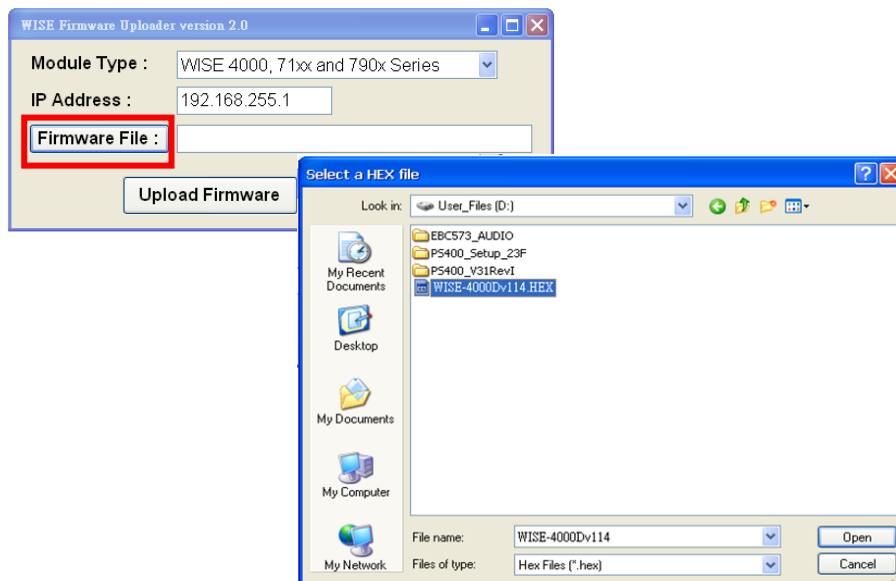 WISE Firmware Uploader version 2.0
Module Type :
WISE 4000, 71xx and 790x Series
IP Address :
192.168.255.1
Firmware File :
Upload Firmware
Select a HEX file
Look in:
User_Files (D:)
EBC573_AUDIO
PS400_Setup_23F
PS400_V31RevI
WISE-4000Dv114.HEX
My Recent
Documents
Desktop
My Documents
My Computer
My Network
File name:
WISE-4000Dv114
Open
Files of type:
Hex Files (*.hex)
Cancel